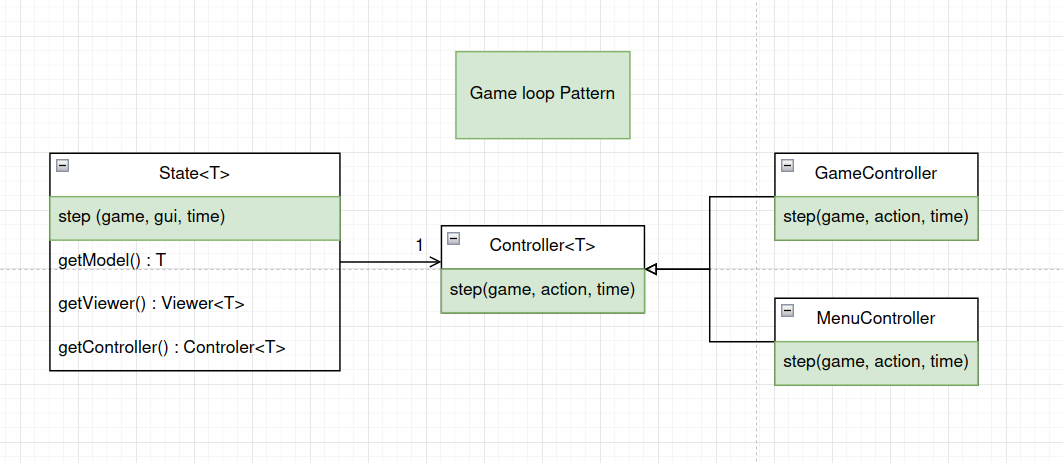 Game loop Pattern
State<T>
step (game, gui, time)
getModel() : T
getViewer() : Viewer<T>
getController() : Controler<T>
1
Controller<T>
step(game, action, time)
GameController
step(game, action, time)
MenuController
step(game, action, time)